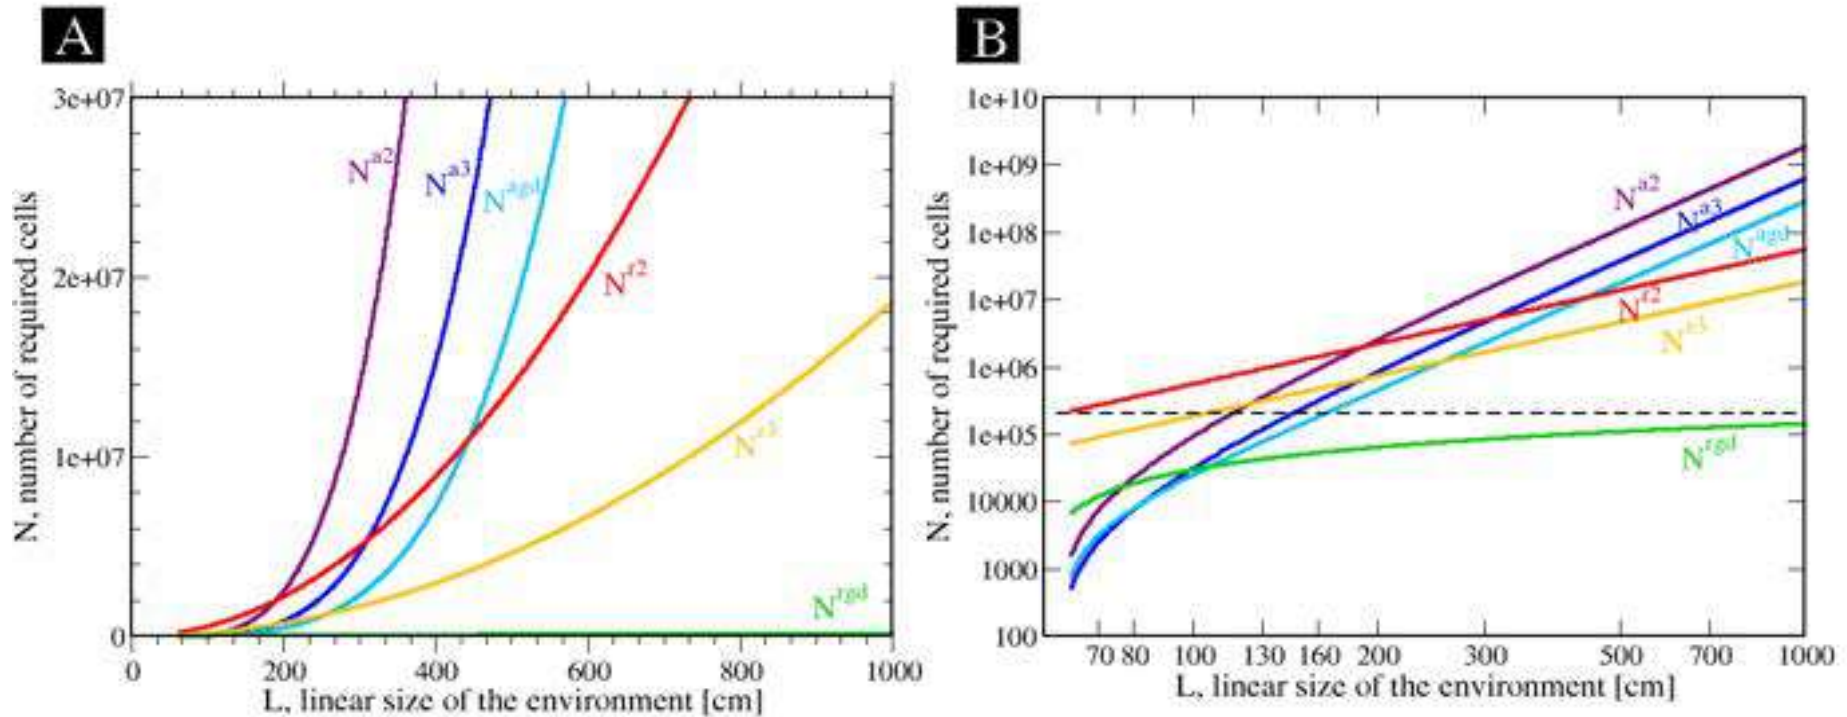 A
3e+07
2e+07
1e+07
0
0 200 400 600 800 1000
N, number of required cells
L, linear size of the environment [cm]
N^a2
N^a3
N^agd
N^r2
N^r3
N^rgd
B
1e+10
1e+09
1e+08
1e+07
1e+06
1e+05
10000
1000
100
70 80 100 130 160 200 300 500 700 1000
N, number of required cells
L, linear size of the environment [cm]
N^a2
N^a3
N^agd
N^r2
N^r3
N^rgd